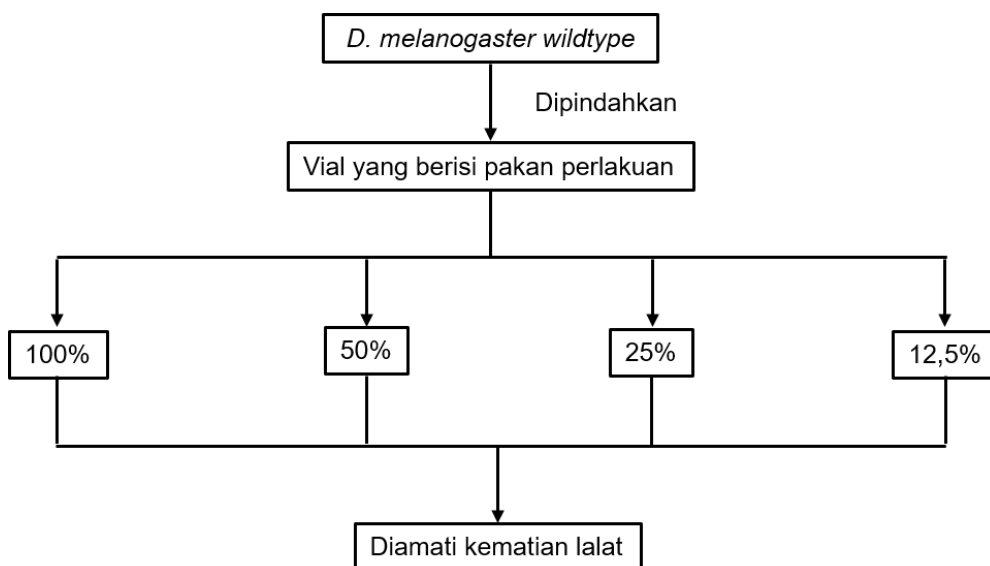 D. melanogaster wildtype
Dipindahkan
Vial yang berisi pakan perlakuan
100%
50%
25%
12,5%
Diamati kematian lalat